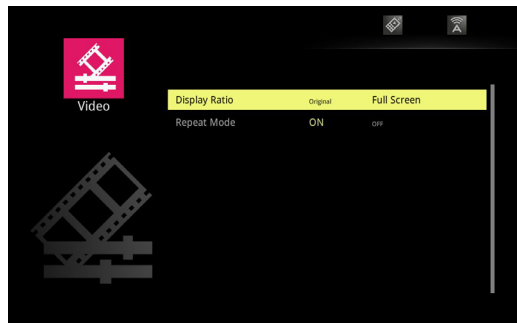 Video
Display Ratio Original Full Screen
Repeat Mode ON OFF
A